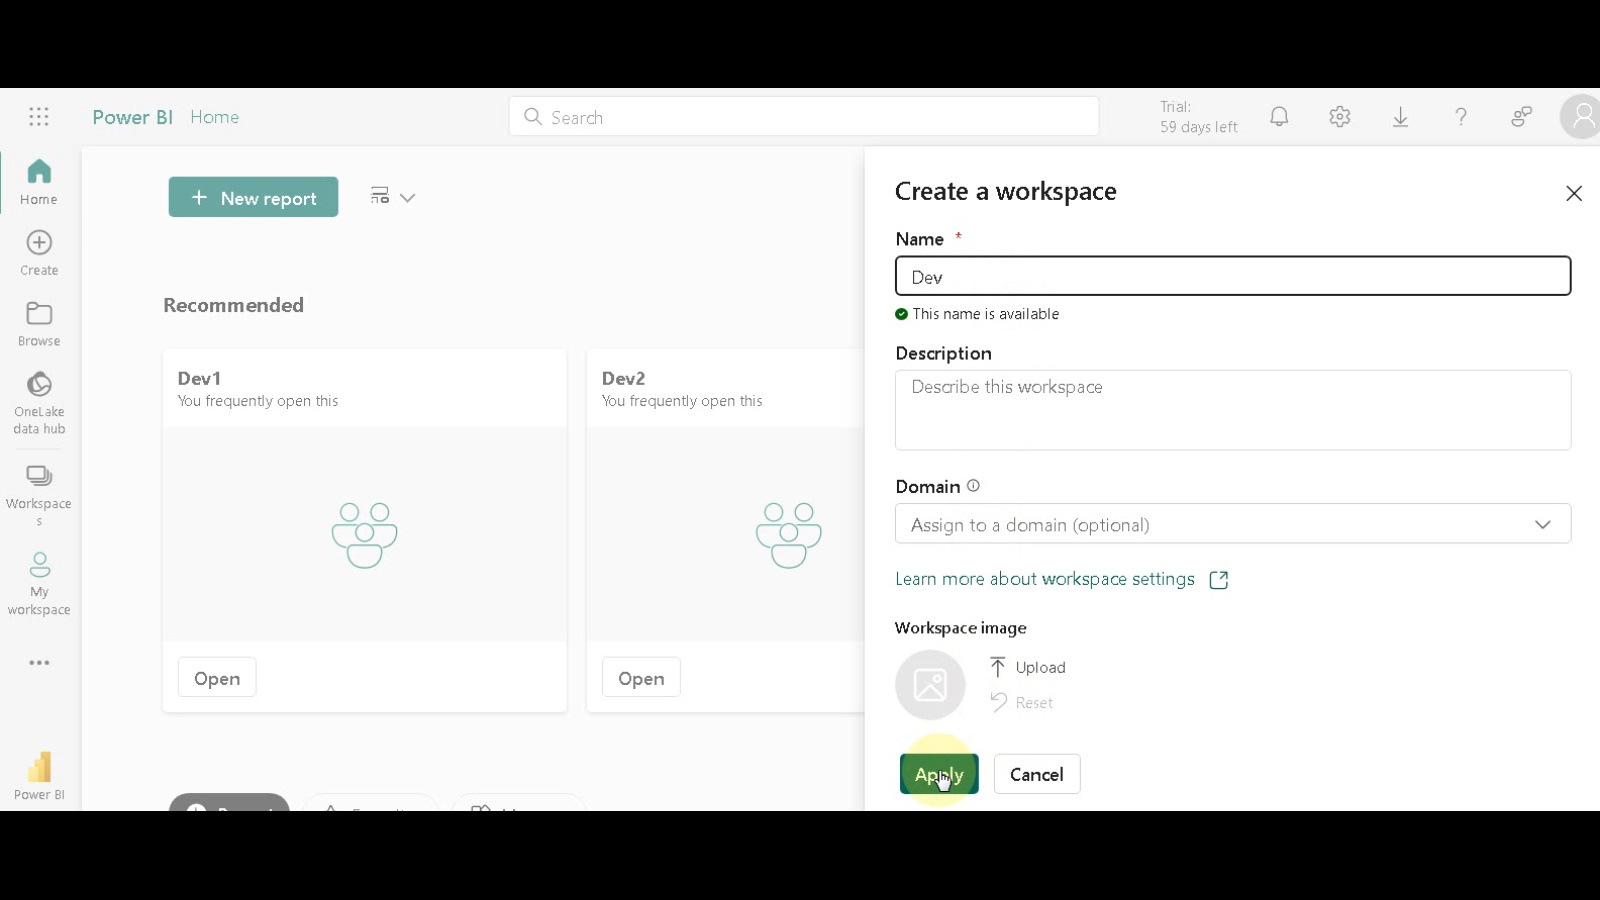 Power BI Home
Search
Trial:
59 days left
Home
Create
Browse
OneLake
data hub
Workspace
s
My
workspace
Power BI
+ New report
Recommended
Dev1
You frequently open this
Open
Dev2
You frequently open this
Open
Create a workspace
Name *
Dev
This name is available
Description
Describe this workspace
Domain
Assign to a domain (optional)
Learn more about workspace settings
Workspace image
Upload
Reset
Apply
Cancel